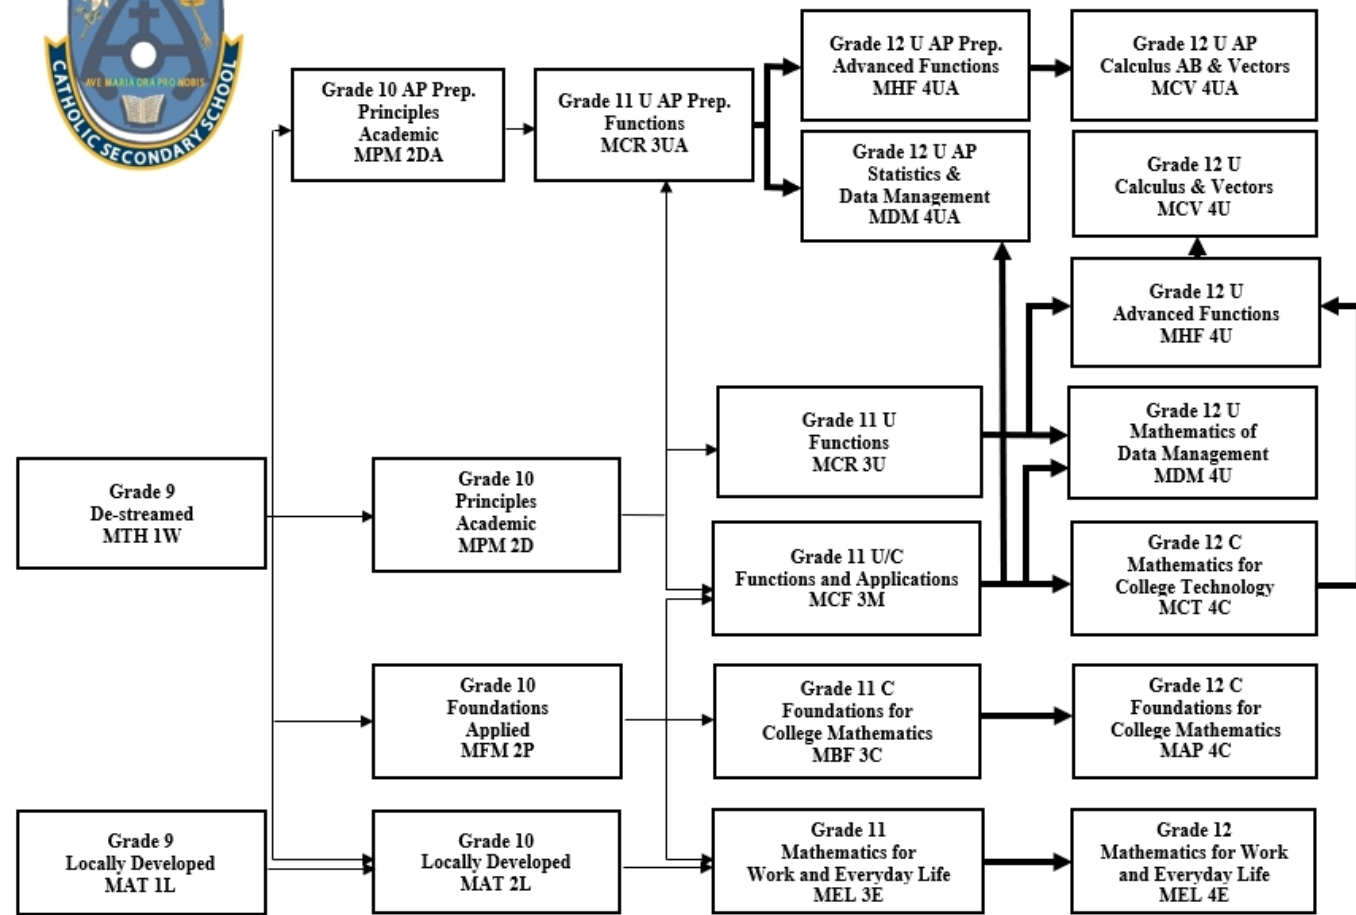 CATHOLIC SECONDARY SCHOOL
AVE MARIA ORA PRO NOBIS
Grade 10 AP Prep.
Principles
Academic
MPM 2DA
Grade 11 U AP Prep.
Functions
MCR 3UA
Grade 12 U AP Prep.
Advanced Functions
MHF 4UA
Grade 12 U AP
Calculus AB & Vectors
MCV 4UA
Grade 12 U AP
Statistics &
Data Management
MDM 4UA
Grade 12 U
Calculus & Vectors
MCV 4U
Grade 12 U
Advanced Functions
MHF 4U
Grade 11 U
Functions
MCR 3U
Grade 12 U
Mathematics of
Data Management
MDM 4U
Grade 9
De-streamed
MTH 1W
Grade 10
Principles
Academic
MPM 2D
Grade 11 U/C
Functions and Applications
MCF 3M
Grade 12 C
Mathematics for
College Technology
MCT 4C
Grade 10
Foundations
Applied
MFM 2P
Grade 11 C
Foundations for
College Mathematics
MBF 3C
Grade 12 C
Foundations for
College Mathematics
MAP 4C
Grade 9
Locally Developed
MAT 1L
Grade 10
Locally Developed
MAT 2L
Grade 11
Mathematics for
Work and Everyday Life
MEL 3E
Grade 12
Mathematics for Work
and Everyday Life
MEL 4E